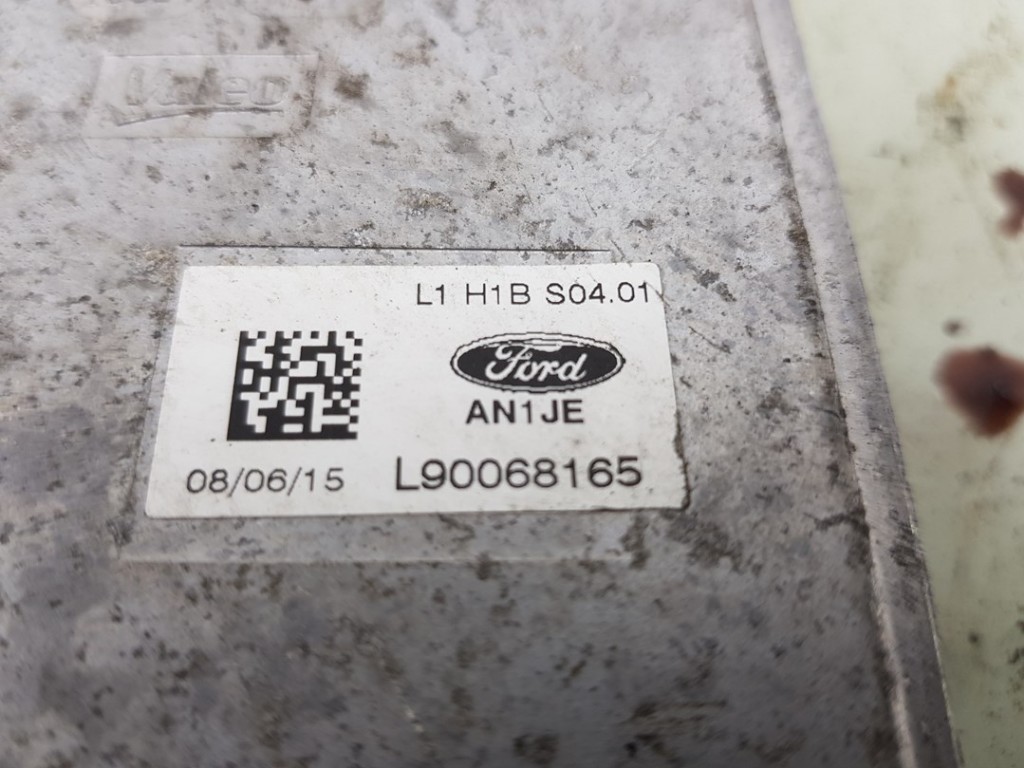 Valeo
L1 H1B S04.01
Ford
AN1JE
08/06/15 L90068165